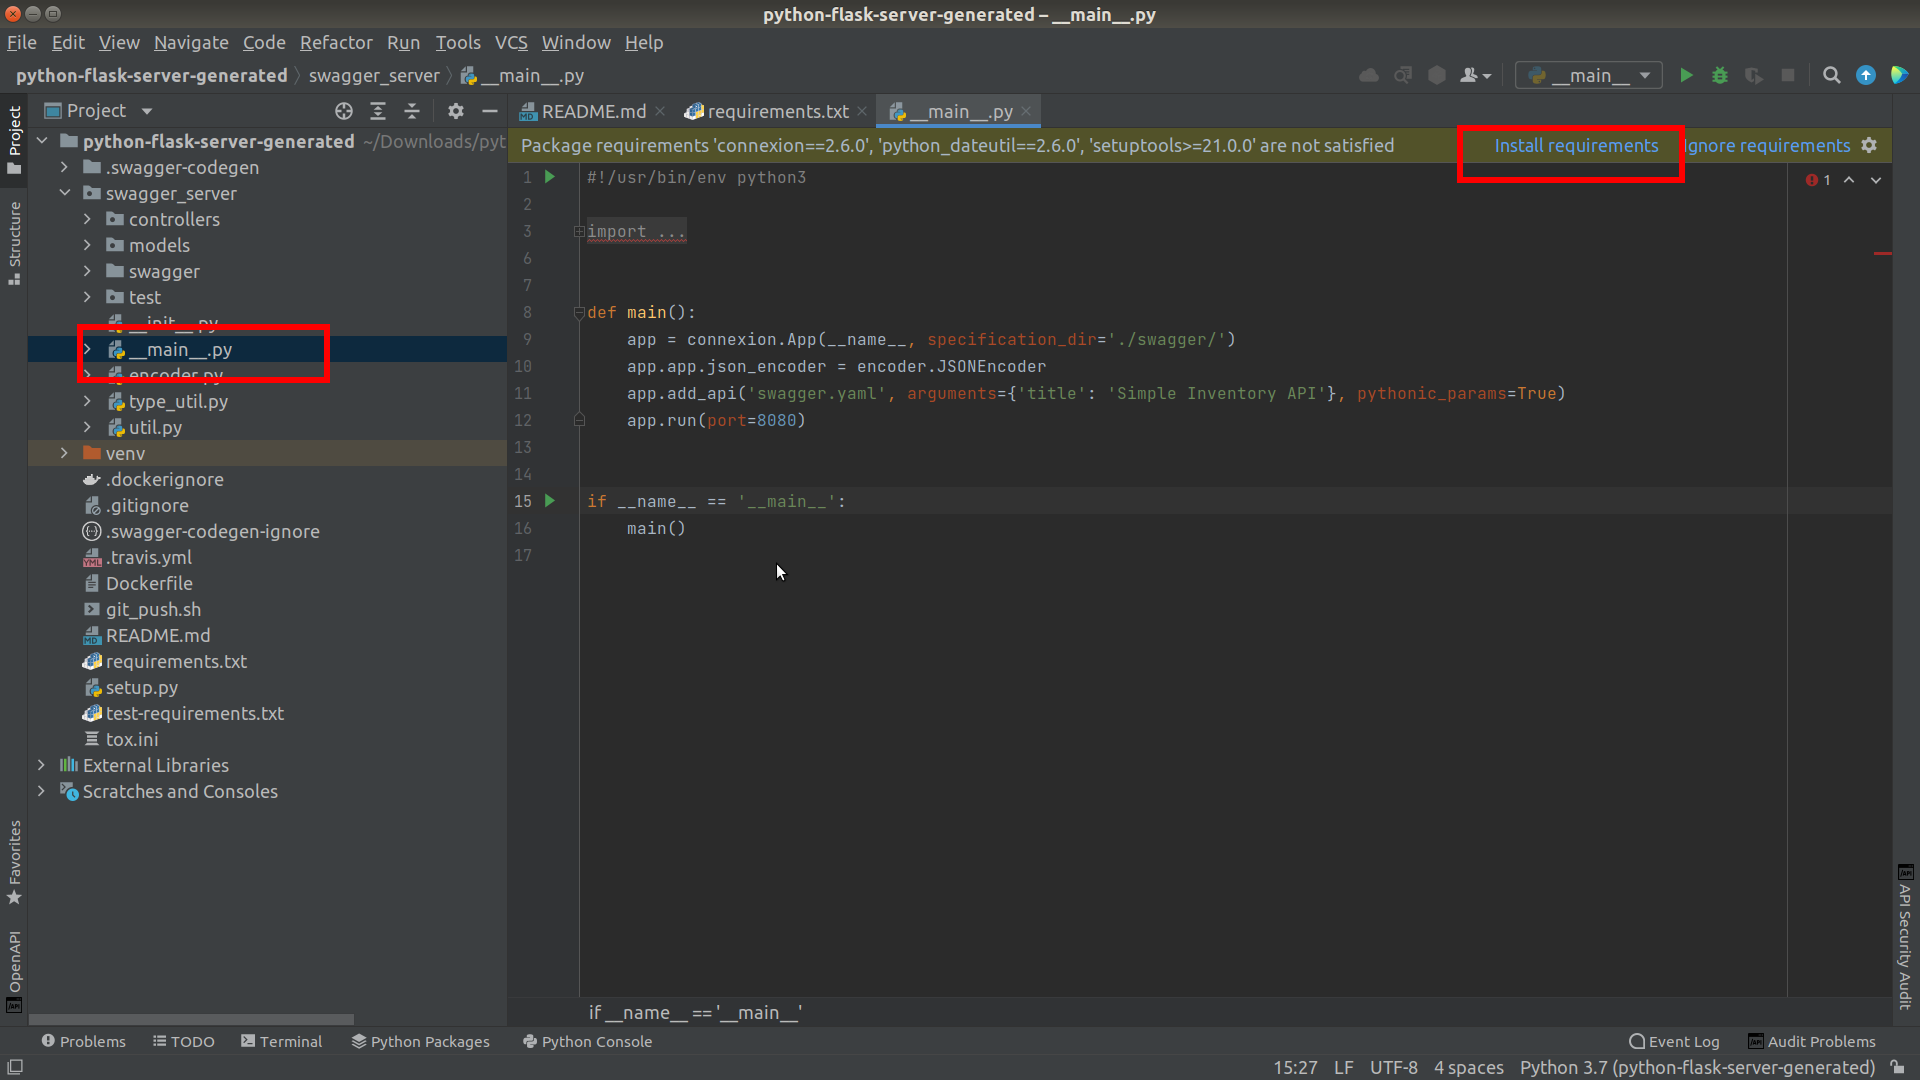 python-flask-server-generated – __main__.py
File Edit View Navigate Code Refactor Run Tools VCS Window Help
python-flask-server-generated swagger_server __main__.py
__main__
Project
README.md requirements.txt __main__.py
python-flask-server-generated ~/Downloads/pyt
Package requirements 'connexion==2.6.0', 'python_dateutil==2.6.0', 'setuptools>=21.0.0' are not satisfied
Install requirements
Ignore requirements
.swagger-codegen
swagger_server
controllers
models
swagger
test
__init__.py
__main__.py
encoder.py
type_util.py
util.py
venv
.dockerignore
.gitignore
.swagger-codegen-ignore
.travis.yml
Dockerfile
git_push.sh
README.md
requirements.txt
setup.py
test-requirements.txt
tox.ini
External Libraries
Scratches and Consoles
1 #!/usr/bin/env python3
2
3 import ...
6
7
8 def main():
9 app = connexion.App(__name__, specification_dir='./swagger/')
10 app.app.json_encoder = encoder.JSONEncoder
11 app.add_api('swagger.yaml', arguments={'title': 'Simple Inventory API'}, pythonic_params=True)
12 app.run(port=8080)
13
14
15 if __name__ == '__main__':
16 main()
17
1
if __name__ == '__main__'
Project
Structure
Favorites
OpenAPI
API Security Audit
Problems TODO Terminal Python Packages Python Console
Event Log Audit Problems
15:27 LF UTF-8 4 spaces Python 3.7 (python-flask-server-generated)